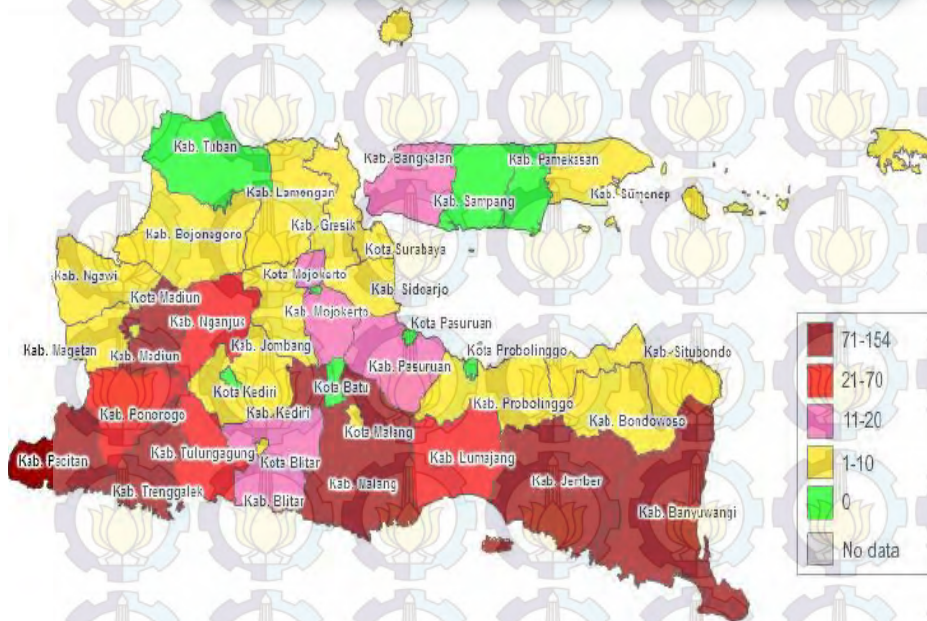 Kab. Tuban
Kab. Bangkalan
Kab. Pamekasan
Kab. Lamongan
Kab. Sampang
Kab. Sumenep
Kab. Bojonegoro
Kab. Gresik
Kota Surabaya
Kab. Ngawi
Kota Mojokerto
Kab. Sidoarjo
Kota Madiun
Kab. Nganjuk
Kab. Mojokerto
Kota Pasuruan
Kab. Magetan
Kab. Madiun
Kab. Jombang
Kab. Pasuruan
Kota Probolinggo
Kab. Situbondo
Kota Kediri
Kota Batu
Kab. Ponorogo
Kab. Kediri
Kab. Probolinggo
Kab. Bondowoso
Kota Malang
Kab. Pacitan
Kab. Tulungagung
Kota Blitar
Kab. Lumajang
Kab. Trenggalek
Kab. Blitar
Kab. Malang
Kab. Jember
Kab. Banyuwangi
71-154
21-70
11-20
1-10
0
No data